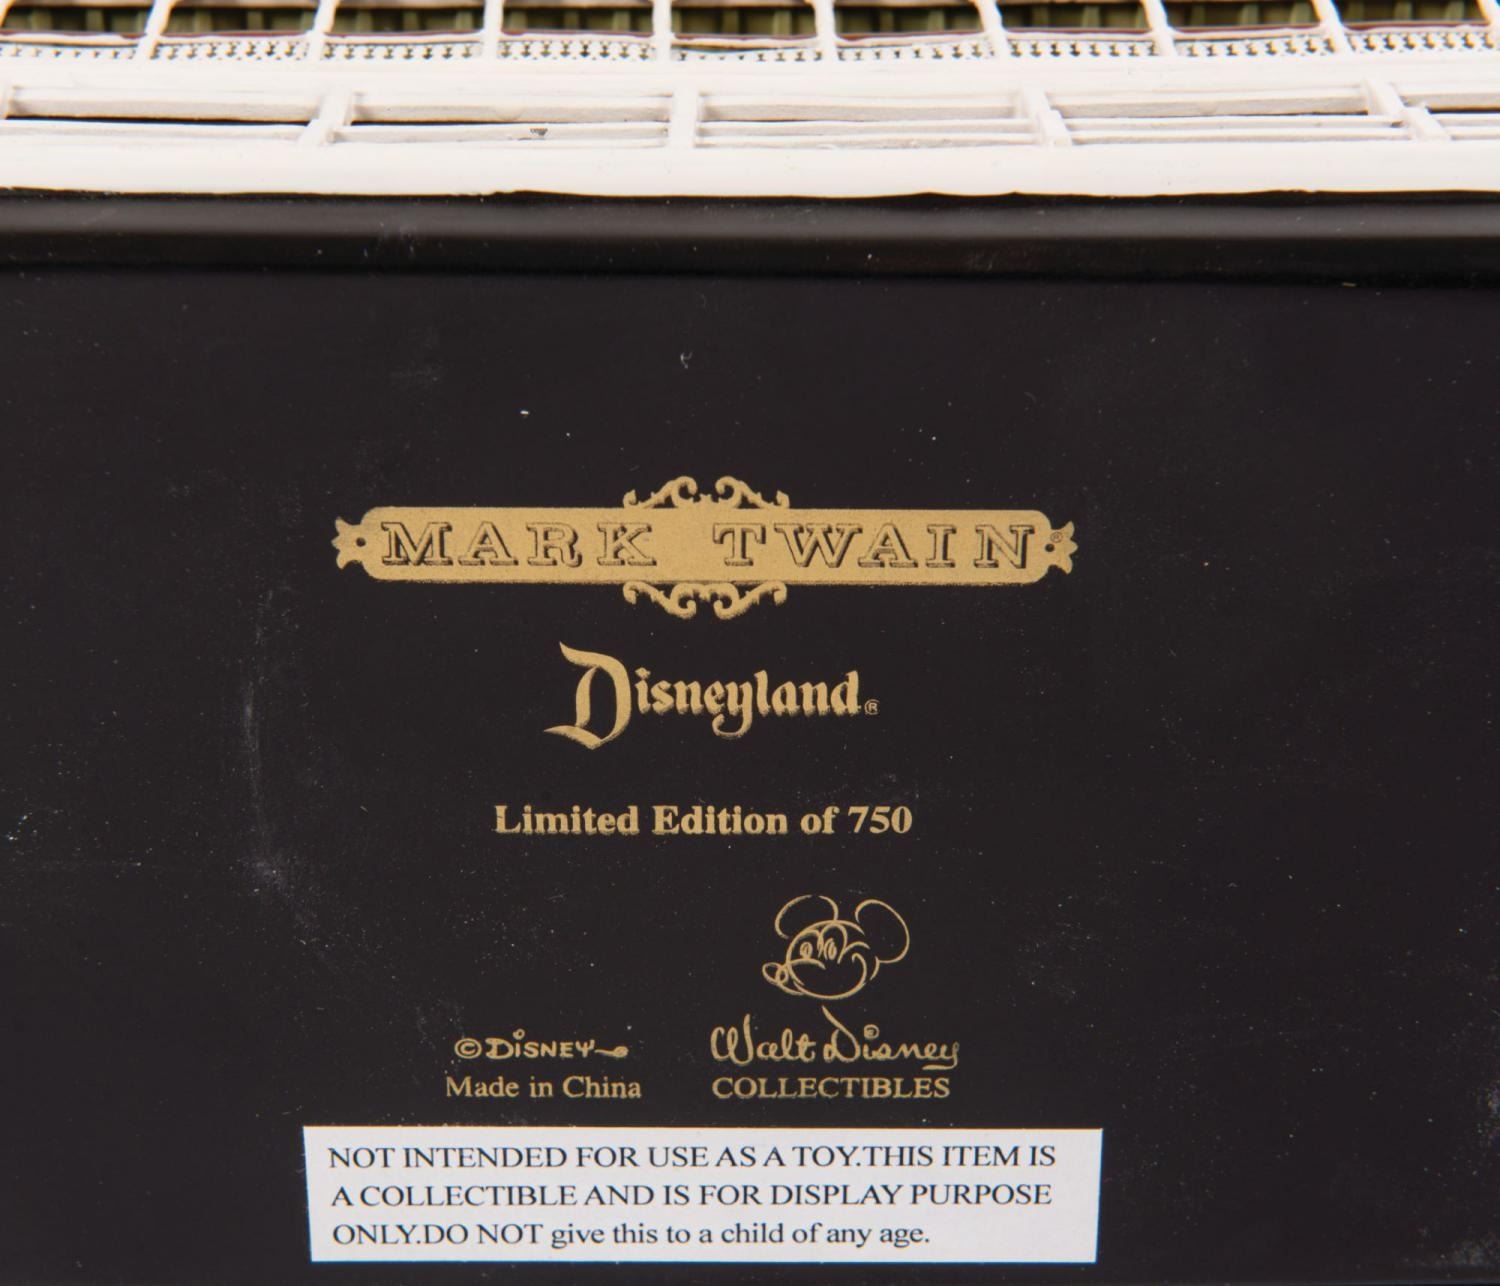 MARK TWAIN®
Disneyland®
Limited Edition of 750
©DISNEY
Made in China
Walt Disney
COLLECTIBLES
NOT INTENDED FOR USE AS A TOY.THIS ITEM IS
A COLLECTIBLE AND IS FOR DISPLAY PURPOSE
ONLY.DO NOT give this to a child of any age.